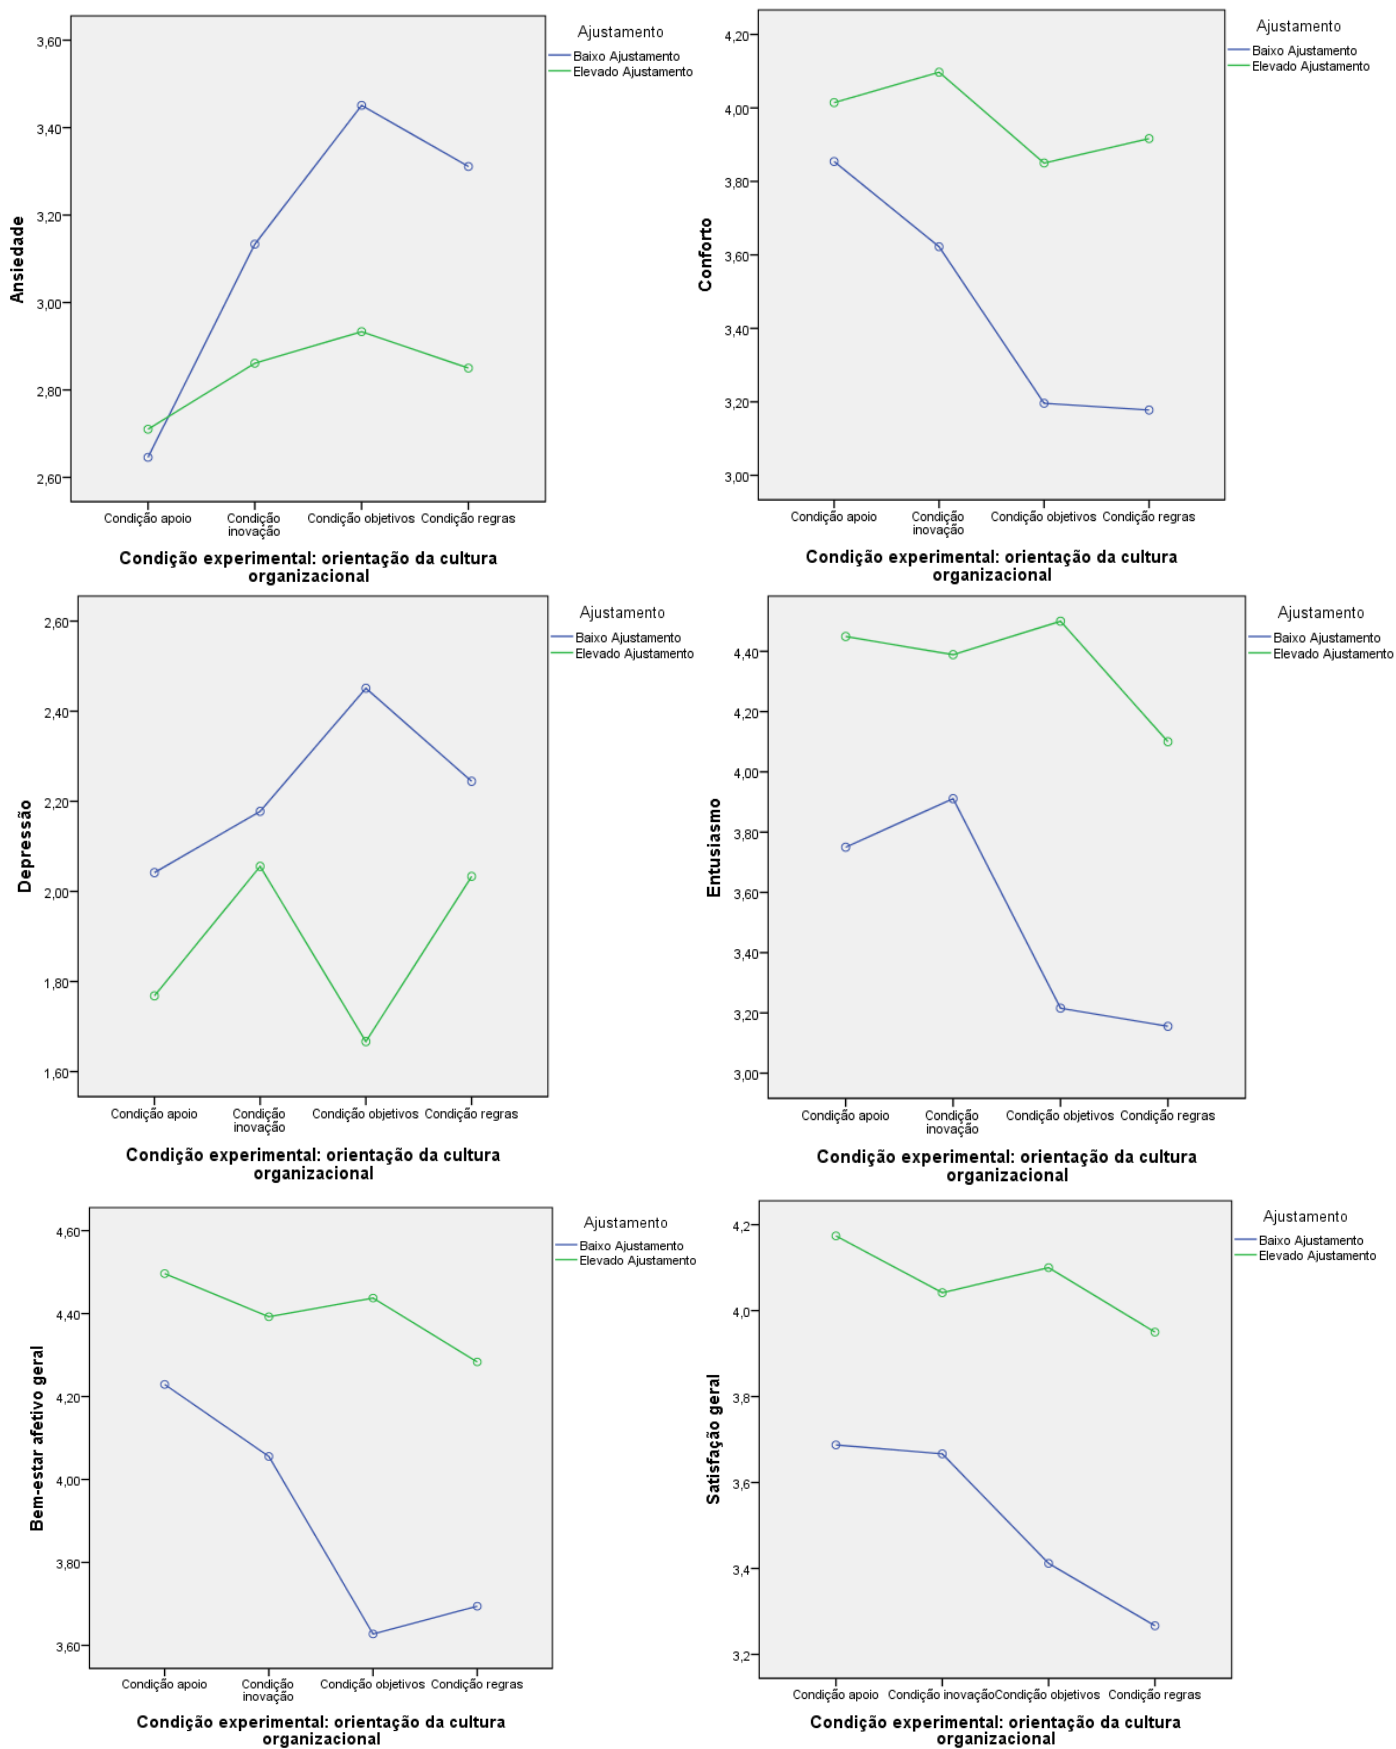 Ajustamento
Baixo Ajustamento
Elevado Ajustamento
3,60
3,40
3,20
3,00
2,80
2,60
Ansiedade
Condição apoio
Condição
inovação
Condição objetivos
Condição regras
Condição experimental: orientação da cultura
organizacional
Ajustamento
Baixo Ajustamento
Elevado Ajustamento
4,20
4,00
3,80
3,60
3,40
3,20
3,00
Conforto
Condição apoio
Condição
inovação
Condição objetivos
Condição regras
Condição experimental: orientação da cultura
organizacional
Ajustamento
Baixo Ajustamento
Elevado Ajustamento
2,60
2,40
2,20
2,00
1,80
1,60
Depressão
Condição apoio
Condição
inovação
Condição objetivos
Condição regras
Condição experimental: orientação da cultura
organizacional
Ajustamento
Baixo Ajustamento
Elevado Ajustamento
4,40
4,20
4,00
3,80
3,60
3,40
3,20
3,00
Entusiasmo
Condição apoio
Condição
inovação
Condição objetivos
Condição regras
Condição experimental: orientação da cultura
organizacional
Ajustamento
Baixo Ajustamento
Elevado Ajustamento
4,60
4,40
4,20
4,00
3,80
3,60
Bem-estar afetivo geral
Condição apoio
Condição
inovação
Condição objetivos
Condição regras
Condição experimental: orientação da cultura
organizacional
Ajustamento
Baixo Ajustamento
Elevado Ajustamento
4,2
4,0
3,8
3,6
3,4
3,2
Satisfação geral
Condição apoio
Condição inovação
Condição objetivos
Condição regras
Condição experimental: orientação da cultura
organizacional